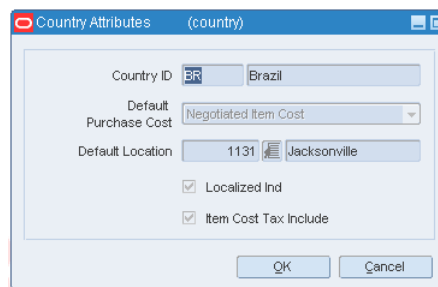 Country Attributes (country)
Country ID BR Brazil
Default Purchase Cost Negotiated Item Cost
Default Location 1131 Jacksonville
Localized Ind
Item Cost Tax Include
OK Cancel